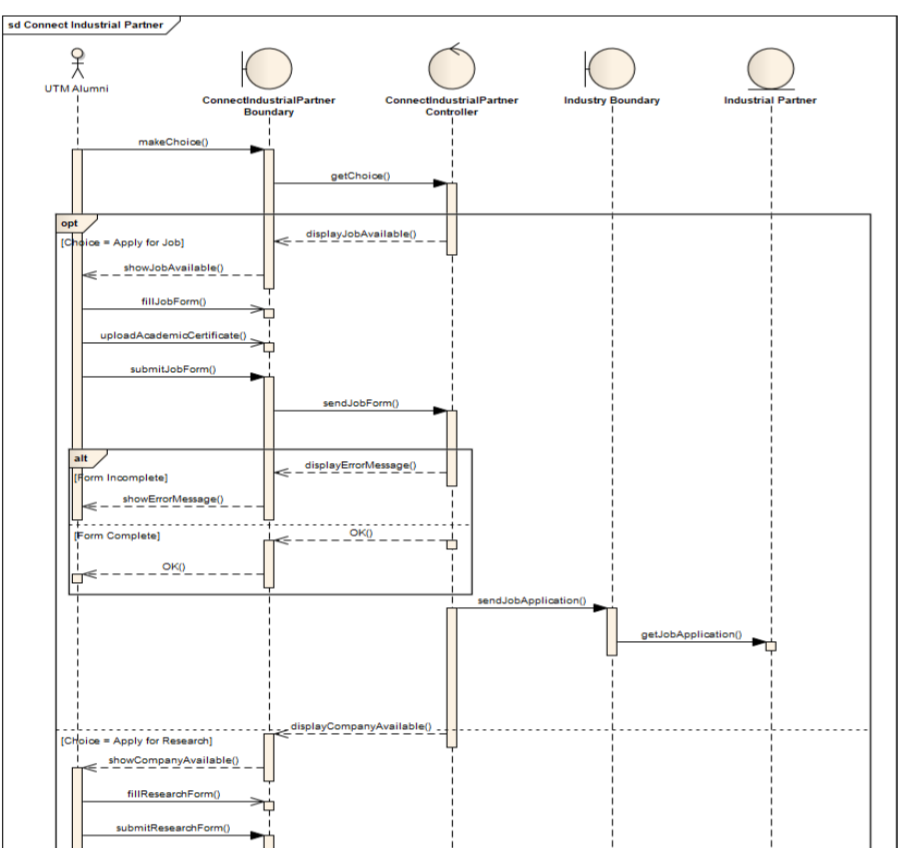 sd Connect Industrial Partner
UTM Alumni
ConnectIndustrialPartner
Boundary
ConnectIndustrialPartner
Controller
Industry Boundary
Industrial Partner
makeChoice()
getChoice()
opt
[Choice = Apply for Job]
displayJobAvailable()
showJobAvailable()
fillJobForm()
uploadAcademicCertificate()
submitJobForm()
sendJobForm()
alt
[Form Incomplete]
displayErrorMessage()
showErrorMessage()
[Form Complete]
OK()
OK()
sendJobApplication()
getJobApplication()
displayCompanyAvailable()
[Choice = Apply for Research]
showCompanyAvailable()
fillResearchForm()
submitResearchForm()